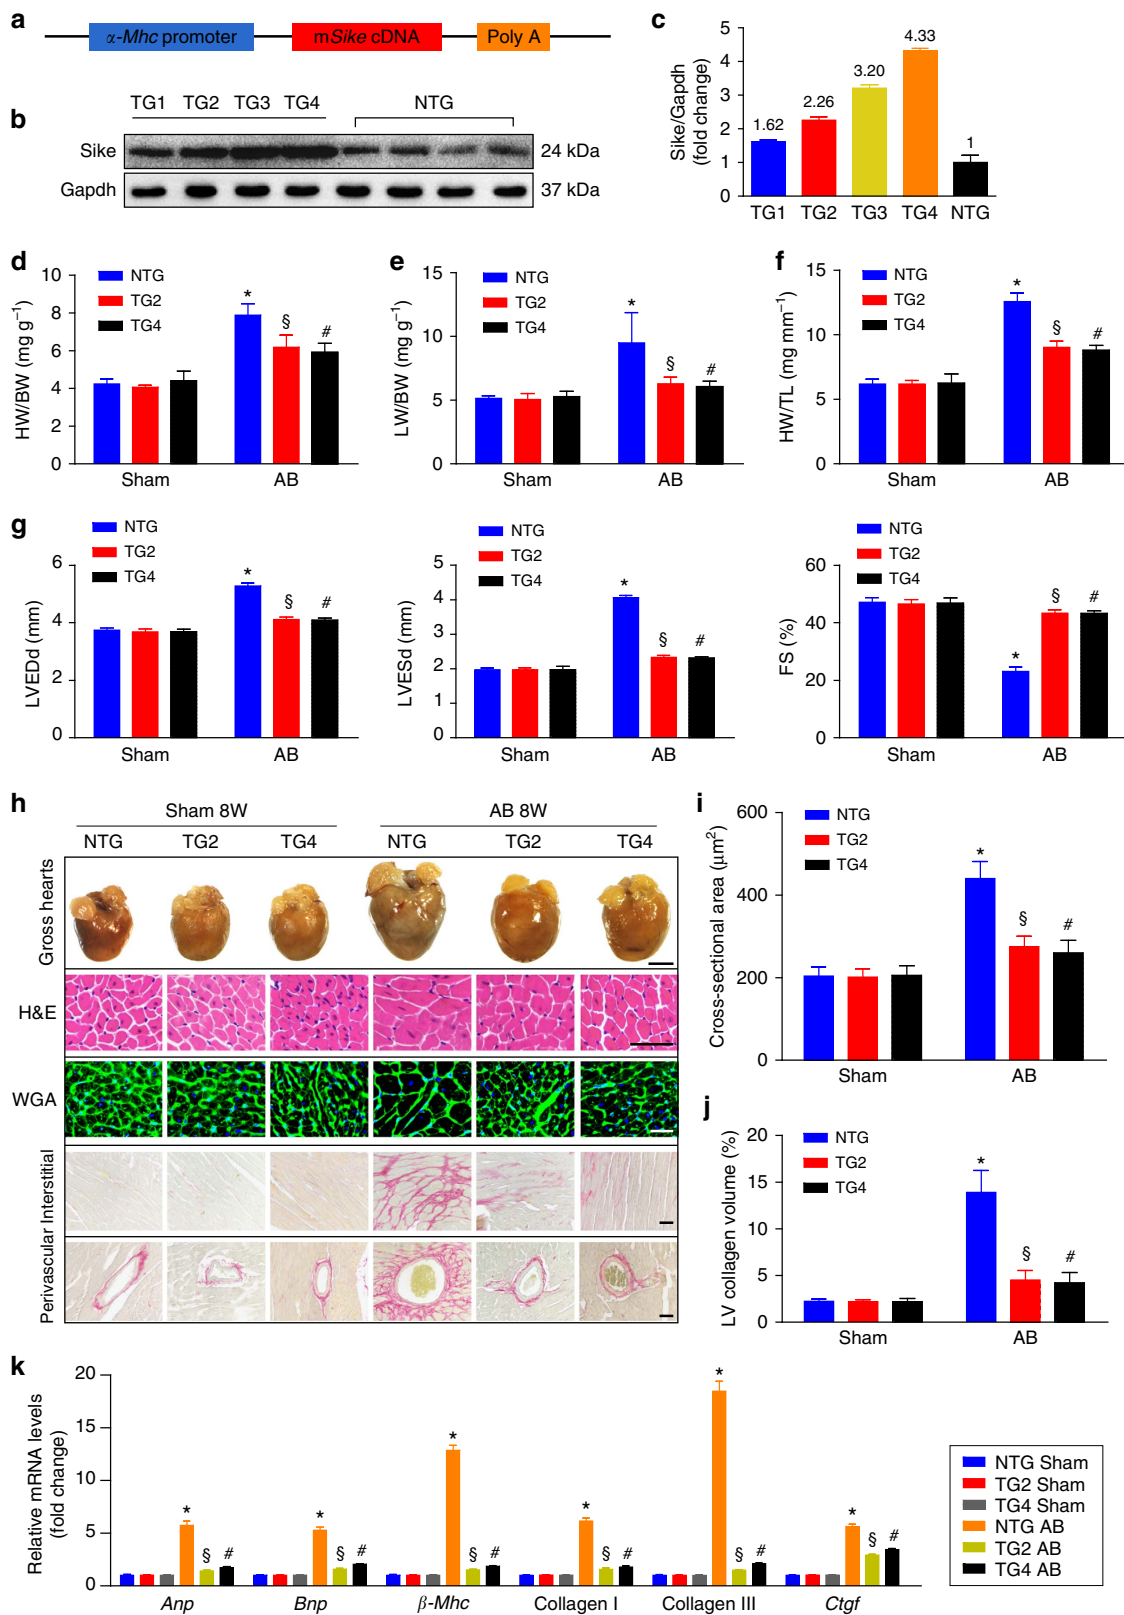 a
α-Mhc promoter mSike cDNA Poly A
b
TG1 TG2 TG3 TG4 NTG
Sike 24 kDa
Gapdh 37 kDa
c
Sike/Gapdh
(fold change)
5
4
3
2
1
0
1.62 2.26 3.20 4.33 1
TG1 TG2 TG3 TG4 NTG
d
HW/BW (mg g⁻¹)
10
8
6
4
2
0
NTG
TG2
TG4
* § #
Sham AB
e
LW/BW (mg g⁻¹)
15
10
5
0
NTG
TG2
TG4
* § #
Sham AB
f
HW/TL (mg mm⁻¹)
15
10
5
0
NTG
TG2
TG4
* § #
Sham AB
g
LVEDd (mm)
6
4
2
0
NTG
TG2
TG4
* § #
Sham AB
LVESd (mm)
5
4
3
2
1
0
NTG
TG2
TG4
* § #
Sham AB
FS (%)
60
40
20
0
NTG
TG2
TG4
* § #
Sham AB
h
Sham 8W AB 8W
NTG TG2 TG4 NTG TG2 TG4
Gross hearts
H&E
WGA
Perivascular Interstitial
i
Cross-sectional area (μm²)
600
400
200
0
NTG
TG2
TG4
* § #
Sham AB
j
LV collagen volume (%)
20
15
10
5
0
NTG
TG2
TG4
* § #
Sham AB
k
Relative mRNA levels
(fold change)
20
15
10
5
0
* § # * § # * § # * § # * § # * § #
Anp Bnp β-Mhc Collagen I Collagen III Ctgf
NTG Sham
TG2 Sham
TG4 Sham
NTG AB
TG2 AB
TG4 AB